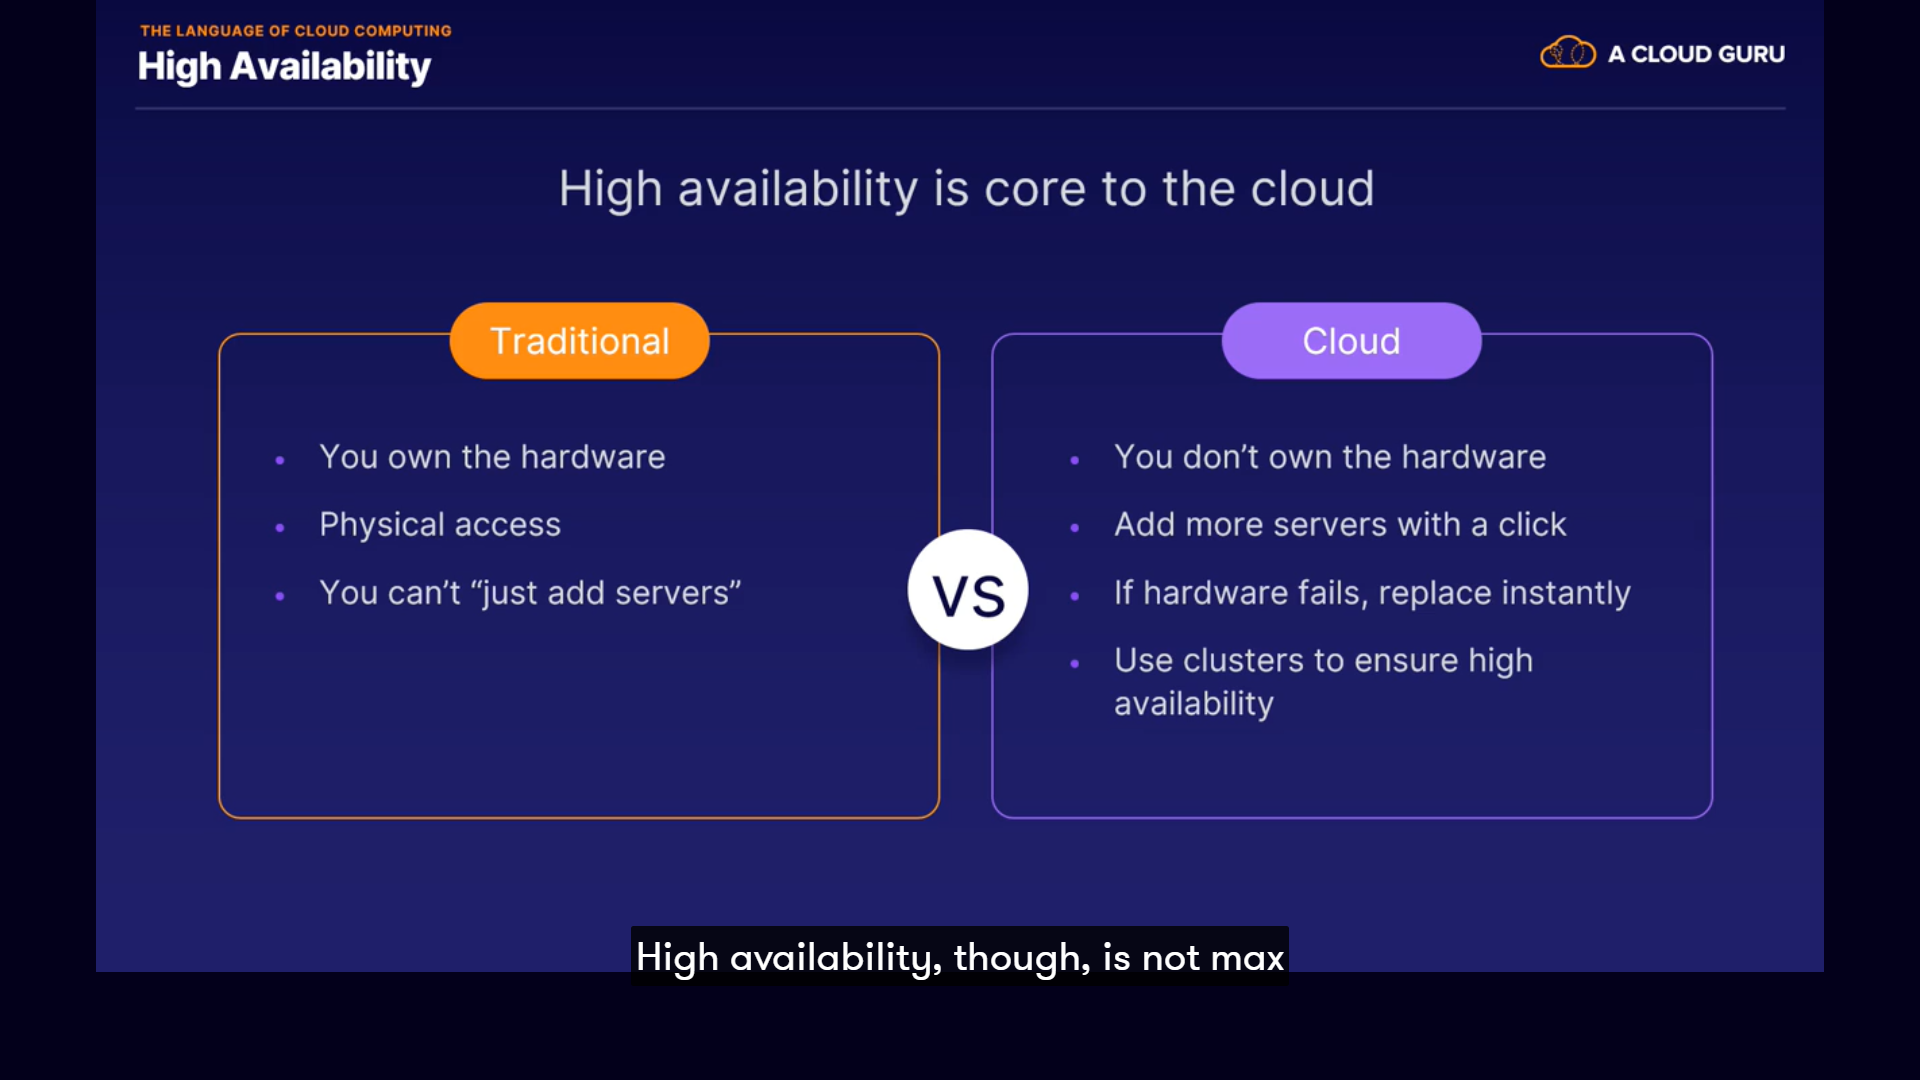 THE LANGUAGE OF CLOUD COMPUTING
High Availability
A CLOUD GURU
High availability is core to the cloud
Traditional
• You own the hardware
• Physical access
• You can’t “just add servers”
VS
Cloud
• You don’t own the hardware
• Add more servers with a click
• If hardware fails, replace instantly
• Use clusters to ensure high
availability
High availability, though, is not max